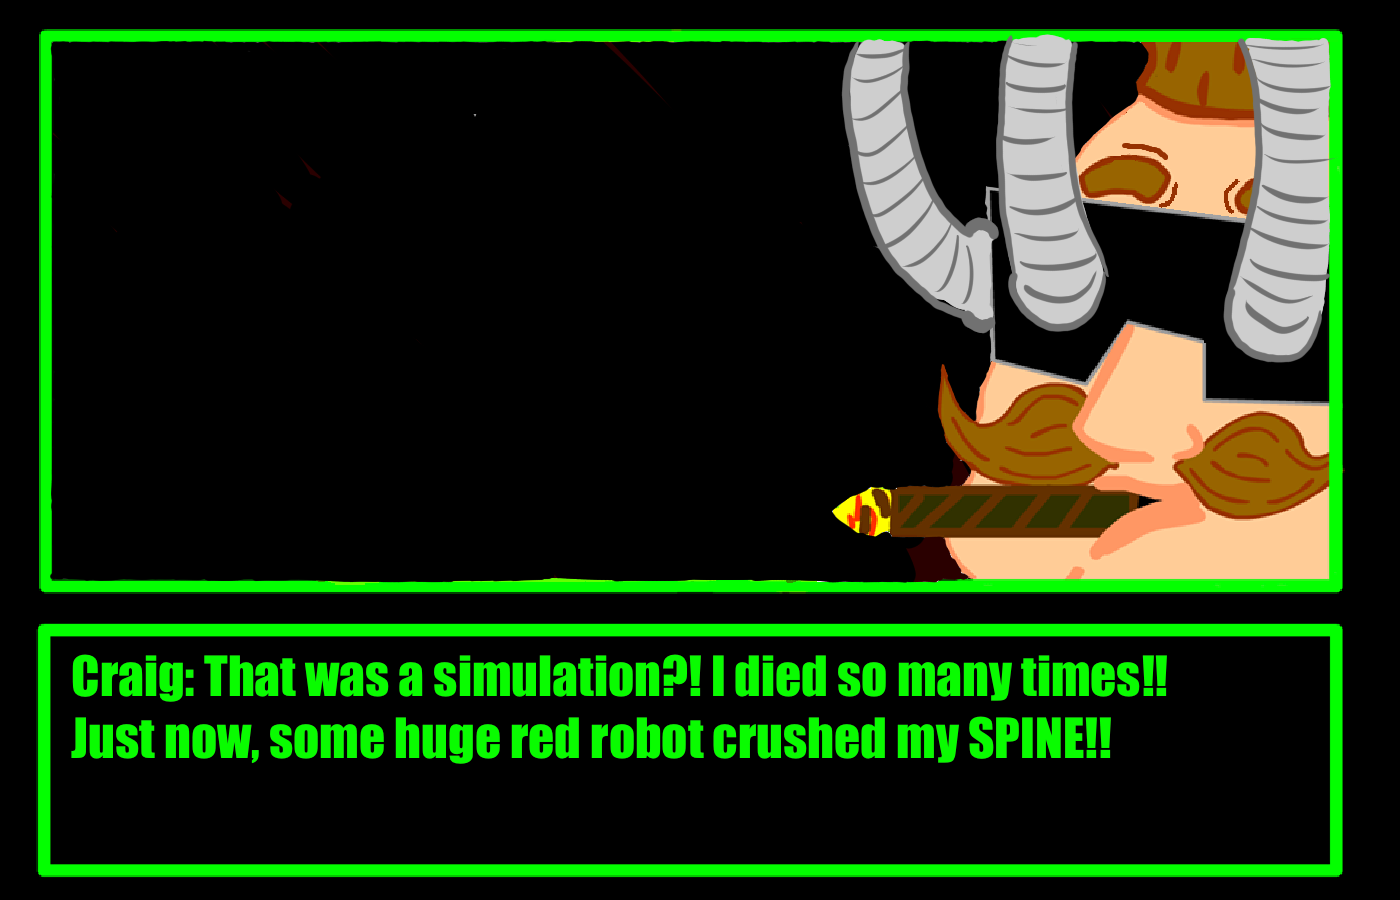 Craig: That was a simulation?! I died so many times!!
Just now, some huge red robot crushed my SPINE!!